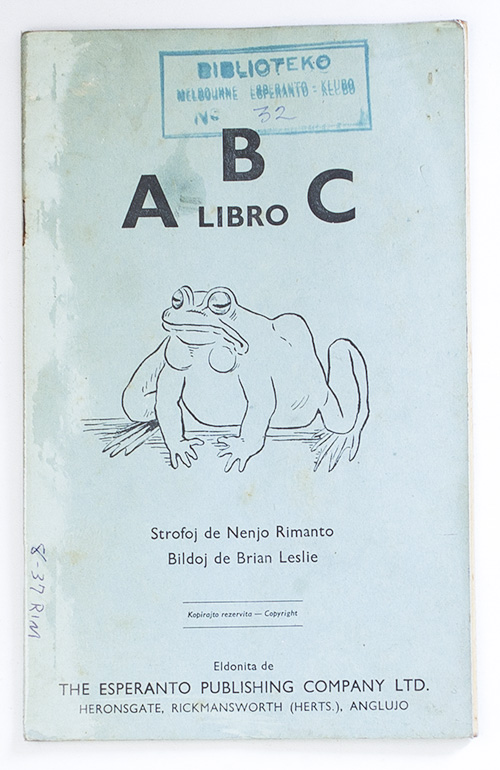 BIBLIOTEKO
MELBOURNE ESPERANTO - KLUBO
No 32
A B C
LIBRO
Strofoj de Nenjo Rimanto
Bildoj de Brian Leslie
Kopirajto rezervita — Copyright
Eldonita de
THE ESPERANTO PUBLISHING COMPANY LTD.
HERONSGATE, RICKMANSWORTH (HERTS.), ANGLUJO
8-37 RIM